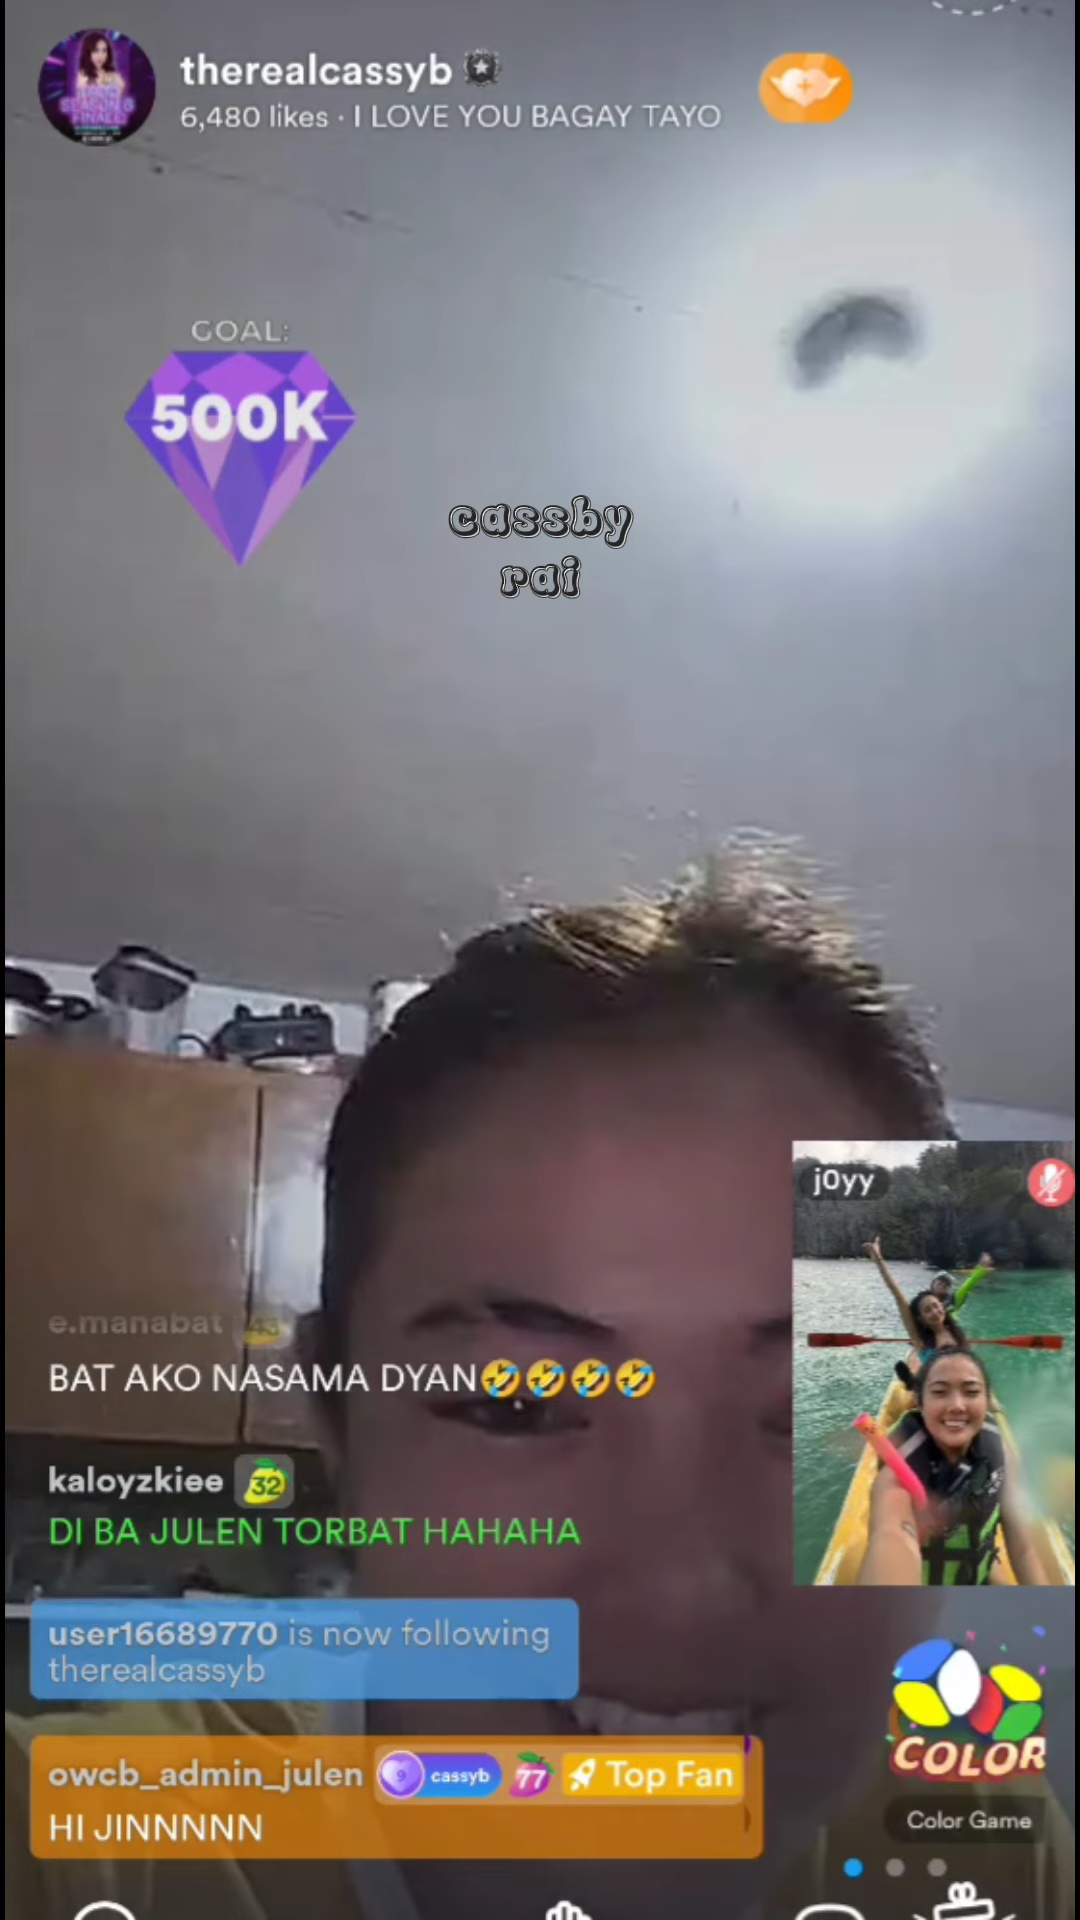 therealcassyb
6,480 likes · I LOVE YOU BAGAY TAYO
GOAL:
500K
cassby
rai
j0yy
e.manabat 43
BAT AKO NASAMA DYAN🤣🤣🤣🤣
kaloyzkiee 32
DI BA JULEN TORBAT HAHAHA
user16689770 is now following
therealcassyb
owcb_admin_julen 9 cassyb 77 Top Fan
HI JINNNNN
COLOR
Color Game